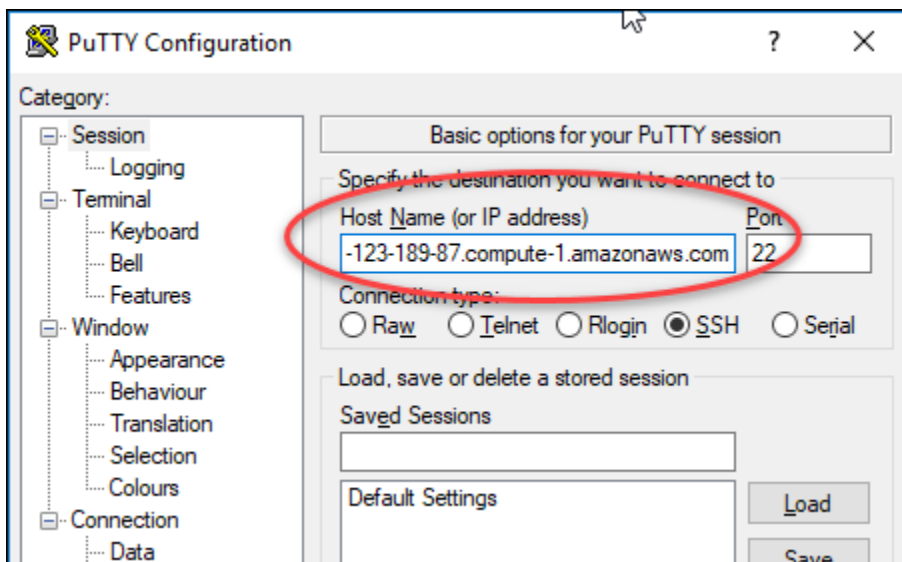 PuTTY Configuration
?
Category:
Session
Logging
Terminal
Keyboard
Bell
Features
Window
Appearance
Behaviour
Translation
Selection
Colours
Connection
Data
Basic options for your PuTTY session
Specify the destination you want to connect to
Host Name (or IP address) Port
-123-189-87.compute-1.amazonaws.com 22
Connection type:
Raw Telnet Rlogin SSH Serial
Load, save or delete a stored session
Saved Sessions
Default Settings
Load
Save